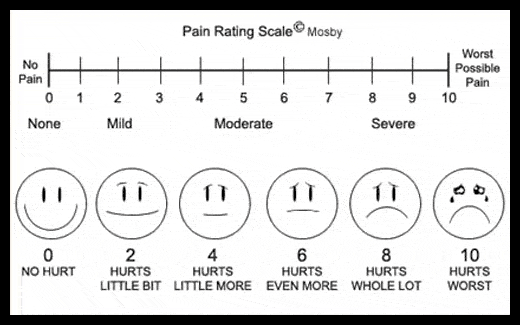 Pain Rating Scale© Mosby
No Pain
Worst Possible Pain
0 1 2 3 4 5 6 7 8 9 10
None Mild Moderate Severe
0 2 4 6 8 10
NO HURT
HURTS LITTLE BIT
HURTS LITTLE MORE
HURTS EVEN MORE
HURTS WHOLE LOT
HURTS WORST